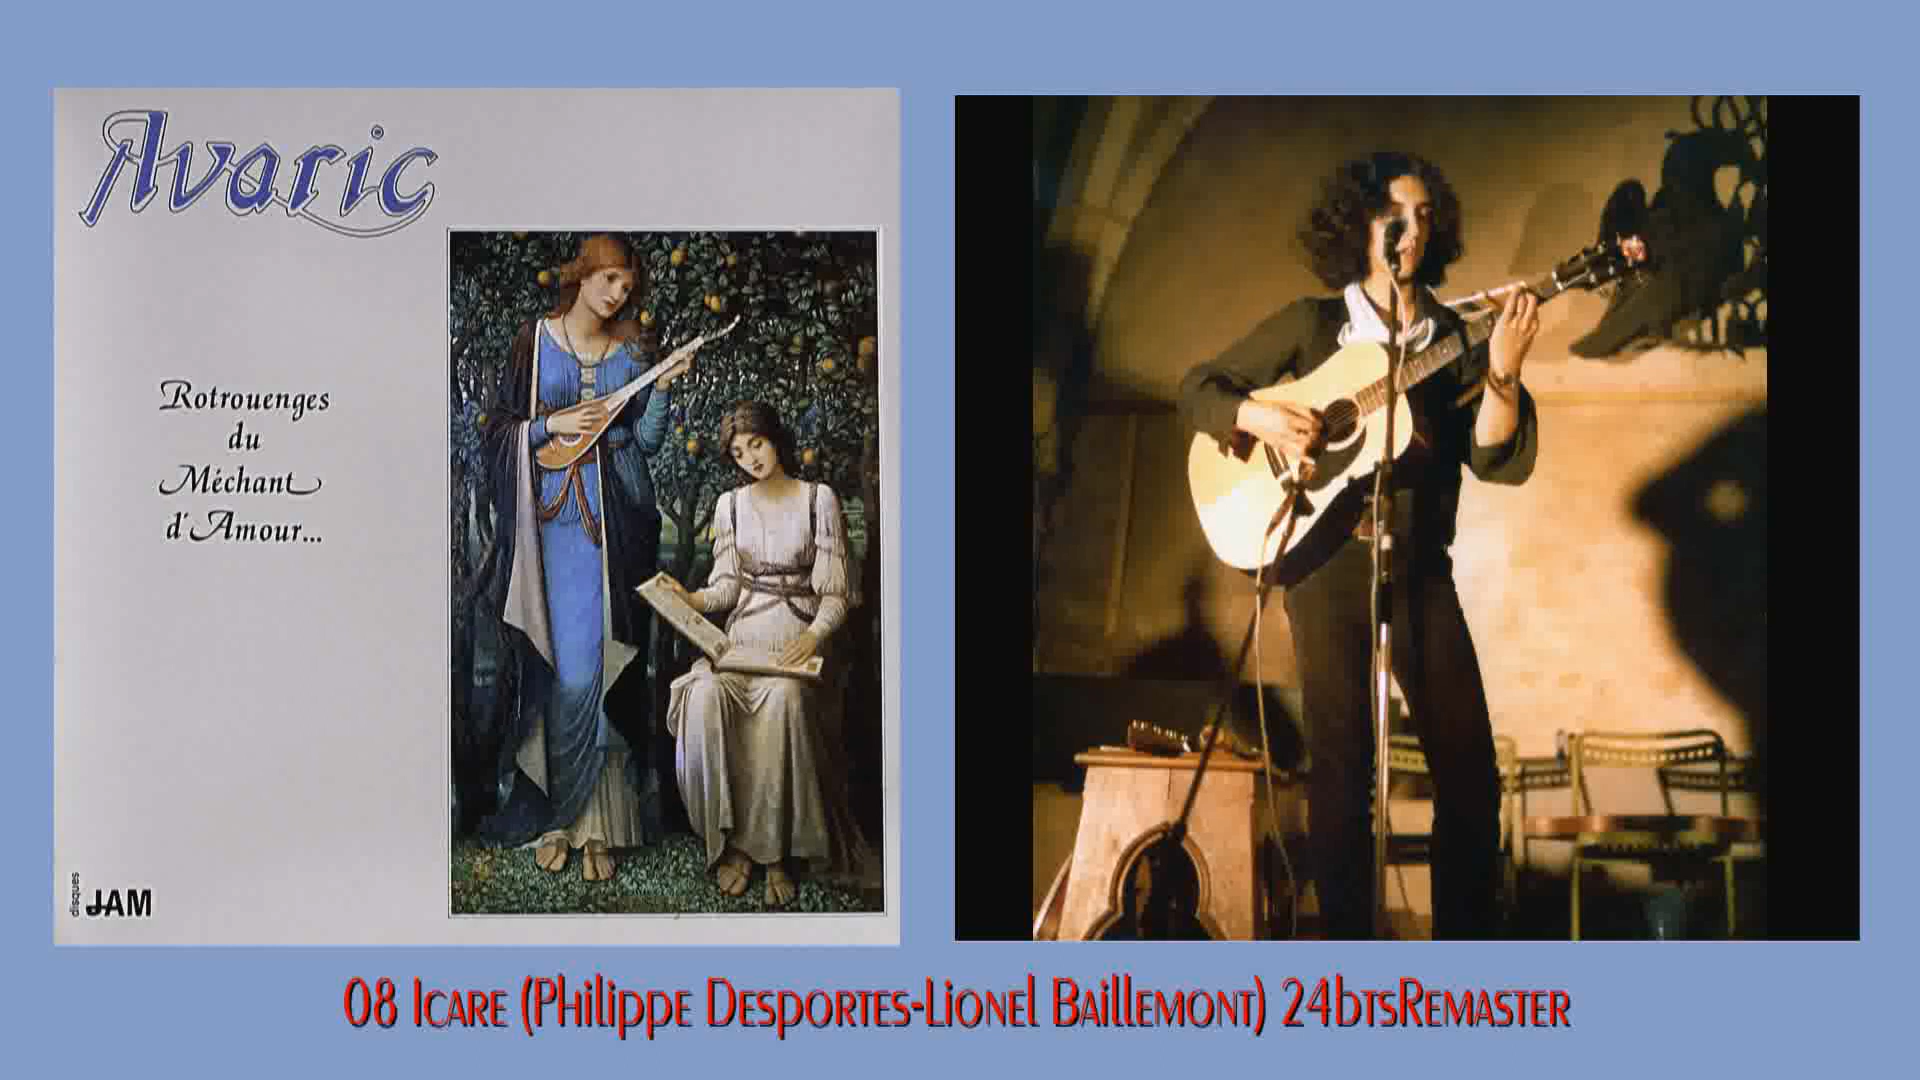 Avaric
Rotrouenges
du
Méchant
d'Amour...
disques
JAM
08 Icare (Philippe Desportes-Lionel Baillemont) 24btsRemaster